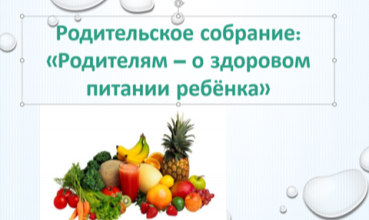 Родительское собрание:
«Родителям – о здоровом
питании ребёнка»